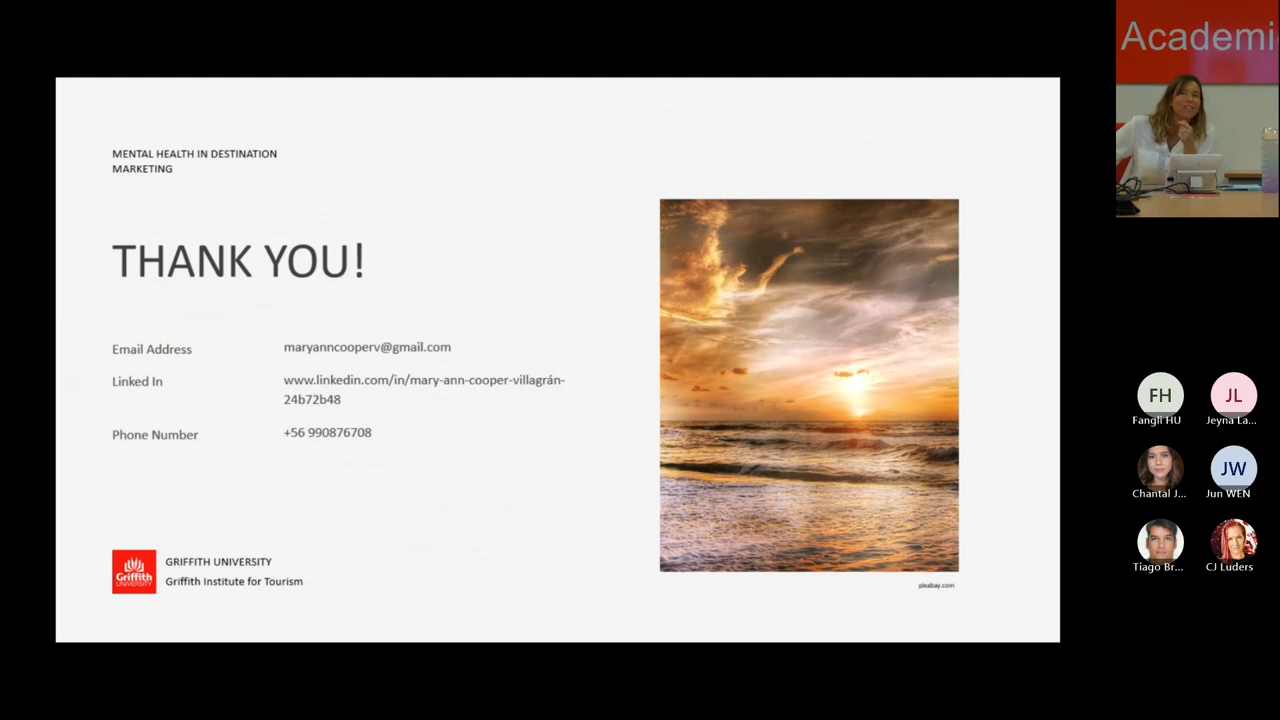 Academi
MENTAL HEALTH IN DESTINATION
MARKETING
THANK YOU!
Email Address
maryanncooperv@gmail.com
Linked In
www.linkedin.com/in/mary-ann-cooper-villagrán-
24b72b48
Phone Number
+56 990876708
Griffith
UNIVERSITY
GRIFFITH UNIVERSITY
Griffith Institute for Tourism
pixabay.com
FH
Fangli HU
JL
Jeyna La...
Chantal J...
JW
Jun WEN
Tiago Br...
CJ Luders